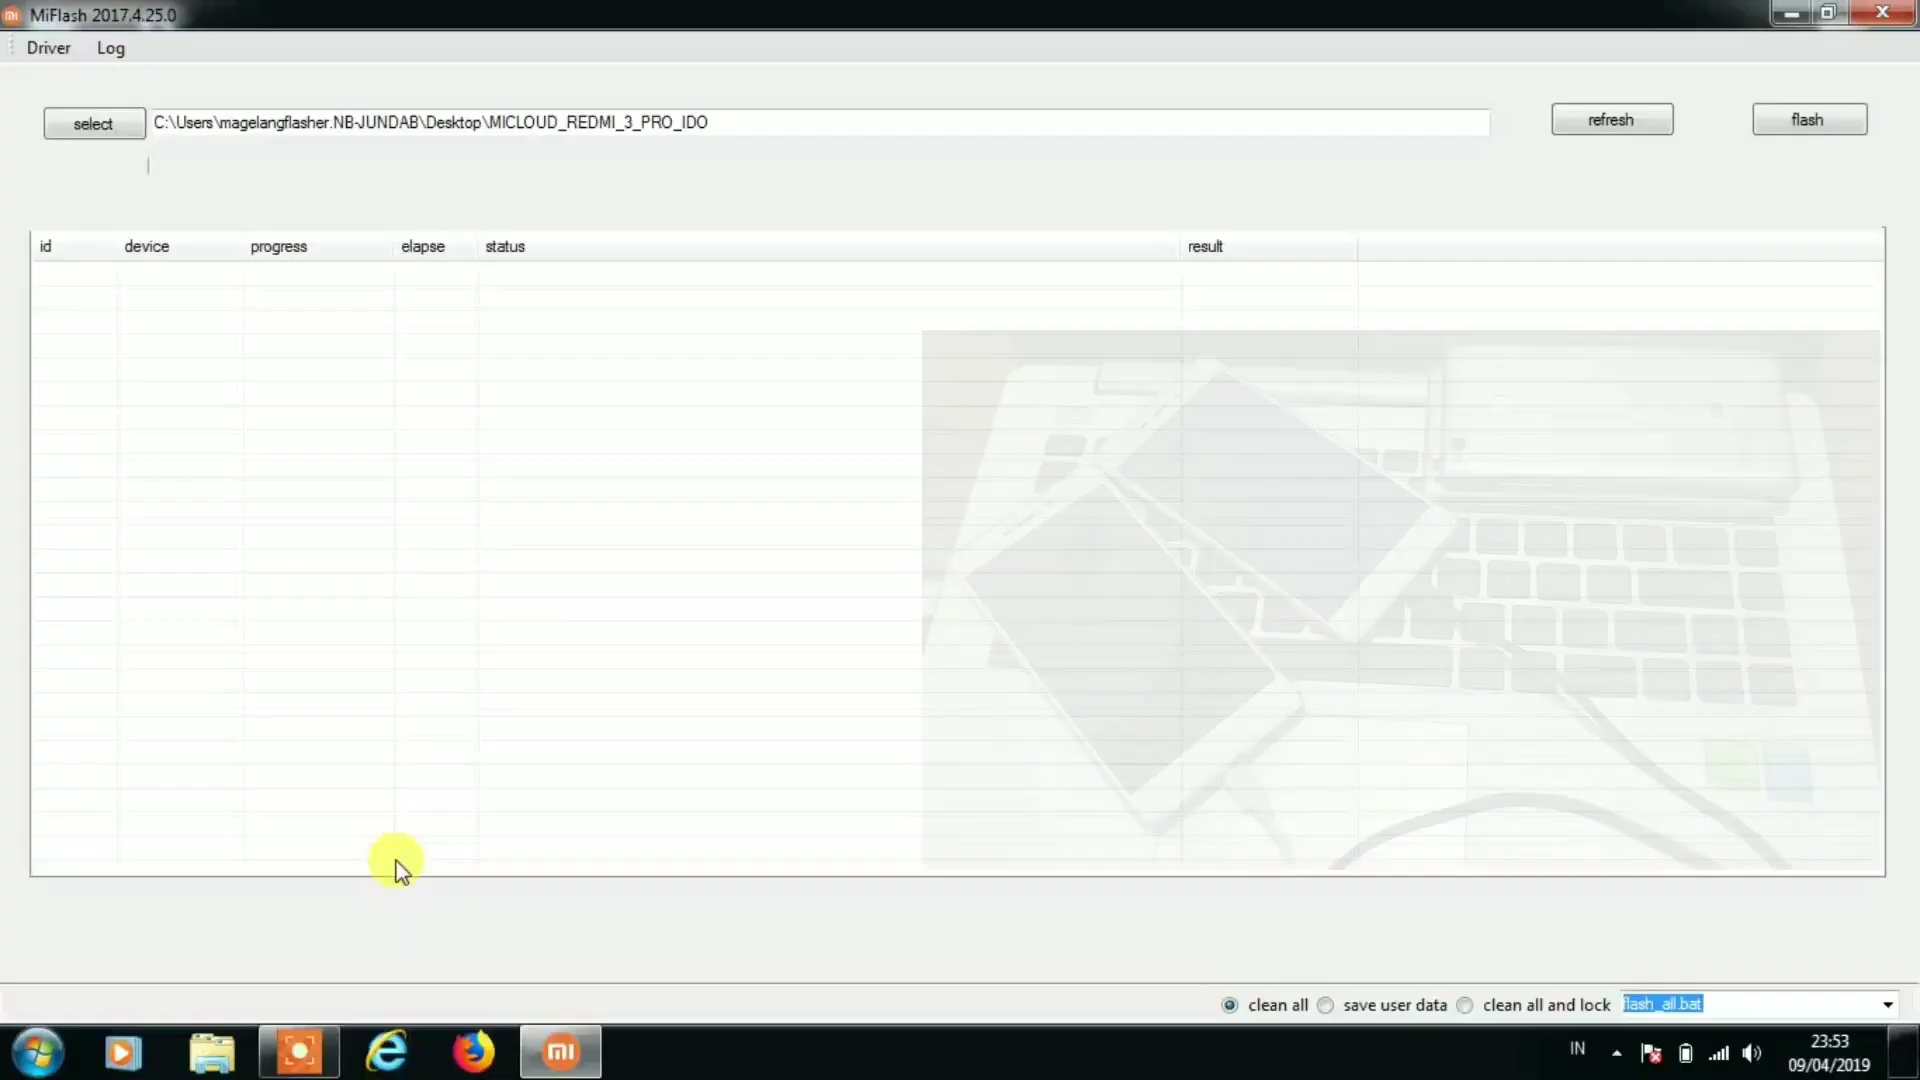 MiFlash 2017.4.25.0
Driver Log
select C:\Users\magelangflasher.NB-JUNDAB\Desktop\MICLOUD_REDMI_3_PRO_IDO refresh flash
id device progress elapse status result
clean all save user data clean all and lock flash_all.bat
IN 23:53
09/04/2019